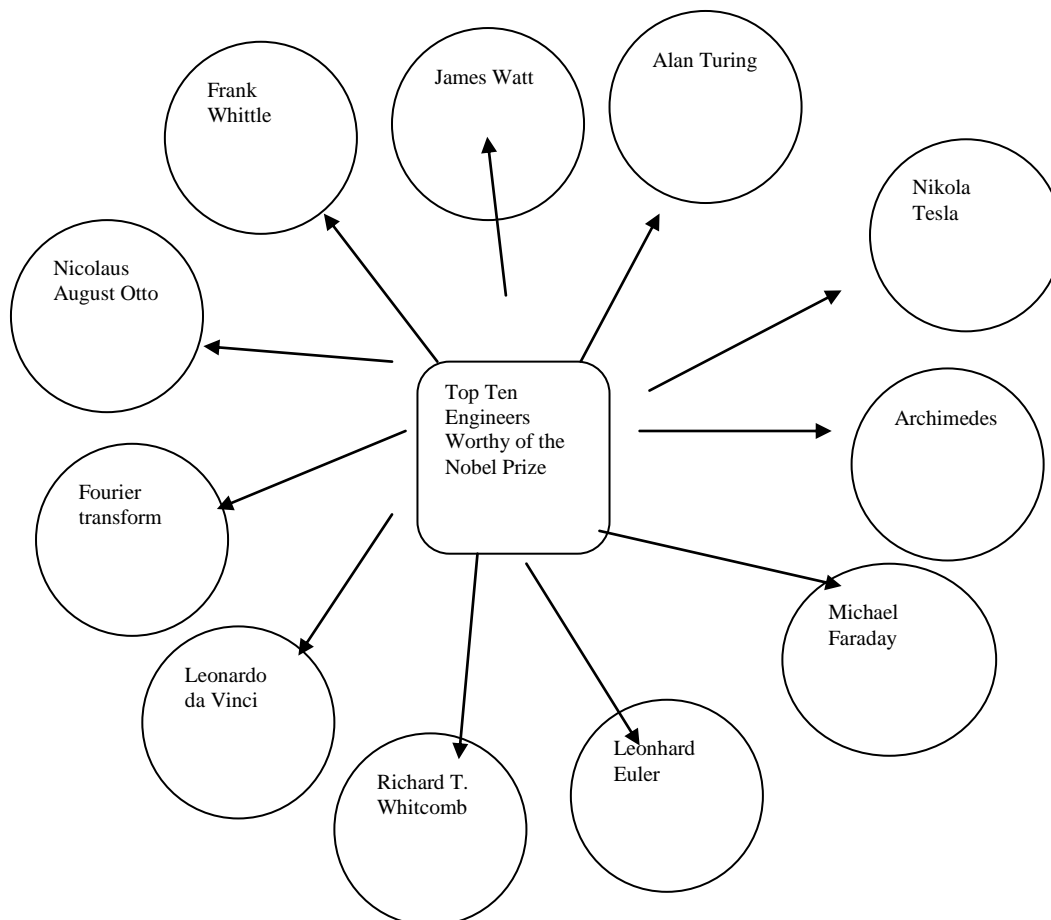 Frank
Whittle
James Watt
Alan Turing
Nikola
Tesla
Nicolaus
August Otto
Top Ten
Engineers
Worthy of the
Nobel Prize
Archimedes
Fourier
transform
Michael
Faraday
Leonardo
da Vinci
Richard T.
Whitcomb
Leonhard
Euler